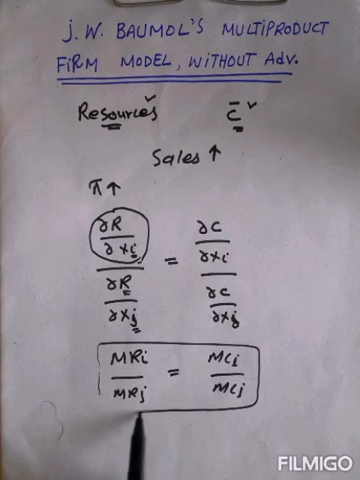 J. W. BAUMOL'S MULTIPRODUCT
FIRM MODEL, WITHOUT Adv.
Resources ✓ C̄ ✓
Sales ↑
π ↑
∂R/∂xi / ∂R/∂xj = ∂C/∂xi / ∂C/∂xj
MRi/MRj = MCi/MCj
FILMIGO